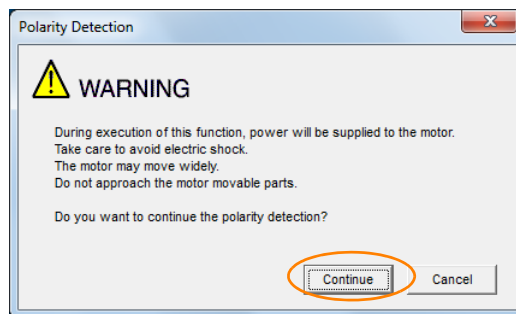 Polarity Detection
WARNING
During execution of this function, power will be supplied to the motor.
Take care to avoid electric shock.
The motor may move widely.
Do not approach the motor movable parts.
Do you want to continue the polarity detection?
Continue
Cancel